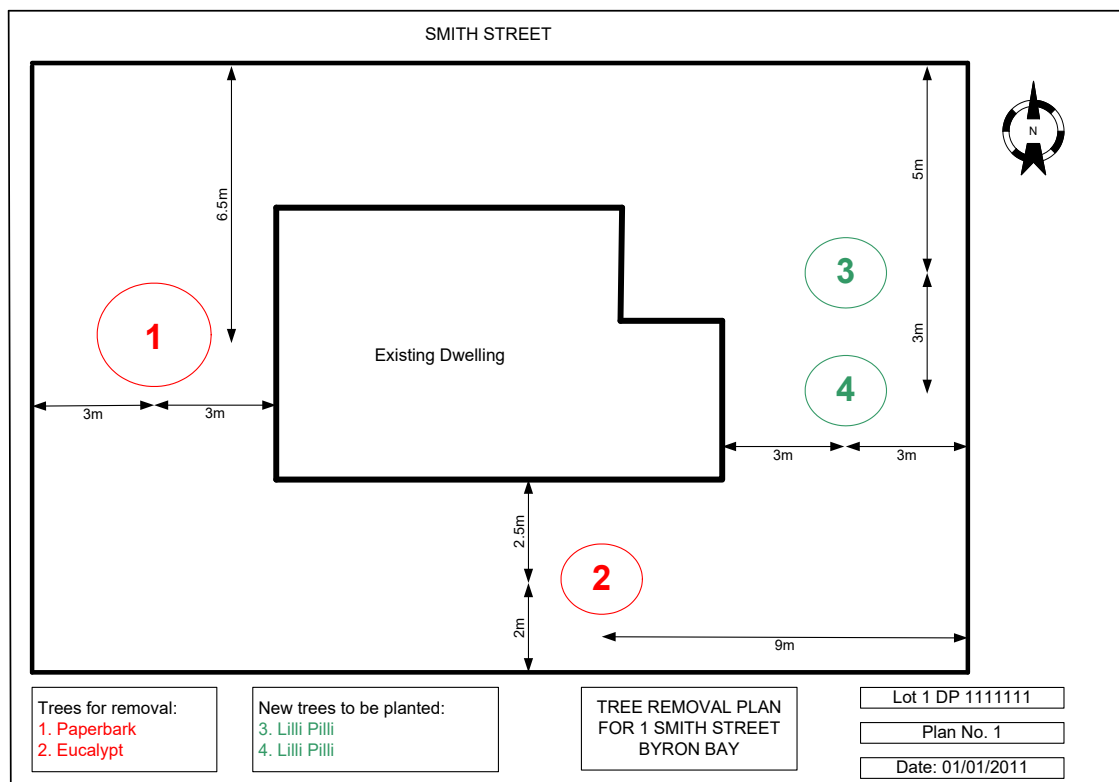 SMITH STREET
N
6.5m
5m
3
1
3m
Existing Dwelling
4
3m
3m
3m
3m
2.5m
2
2m
9m
Trees for removal:
1. Paperbark
2. Eucalypt
New trees to be planted:
3. Lilli Pilli
4. Lilli Pilli
TREE REMOVAL PLAN
FOR 1 SMITH STREET
BYRON BAY
Lot 1 DP 1111111
Plan No. 1
Date: 01/01/2011